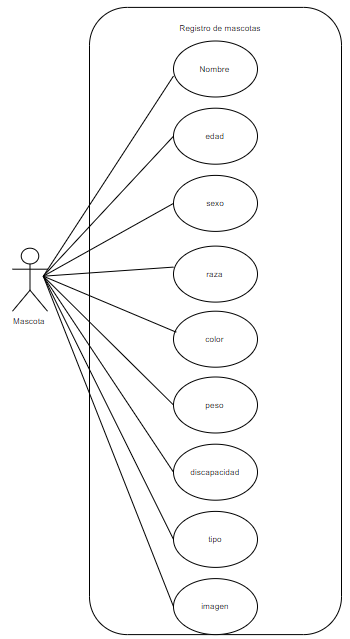 Registro de mascotas
Nombre
edad
sexo
raza
Mascota
color
peso
discapacidad
tipo
imagen